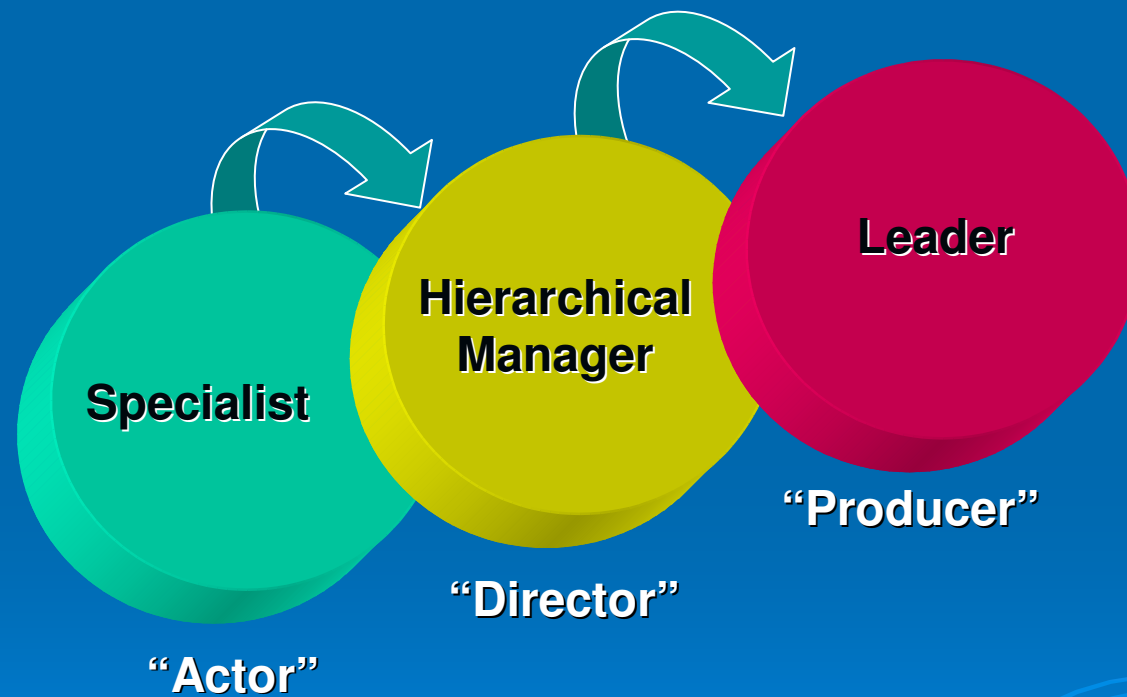 Specialist
“Actor”
Hierarchical
Manager
“Director”
Leader
“Producer”